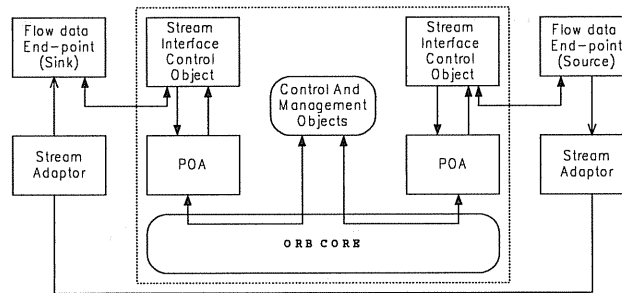 Flow data
End-point
(Sink)
Stream
Interface
Control
Object
Control And
Management
Objects
Stream
Interface
Control
Object
Flow data
End-point
(Source)
Stream
Adaptor
POA
POA
Stream
Adaptor
ORB CORE